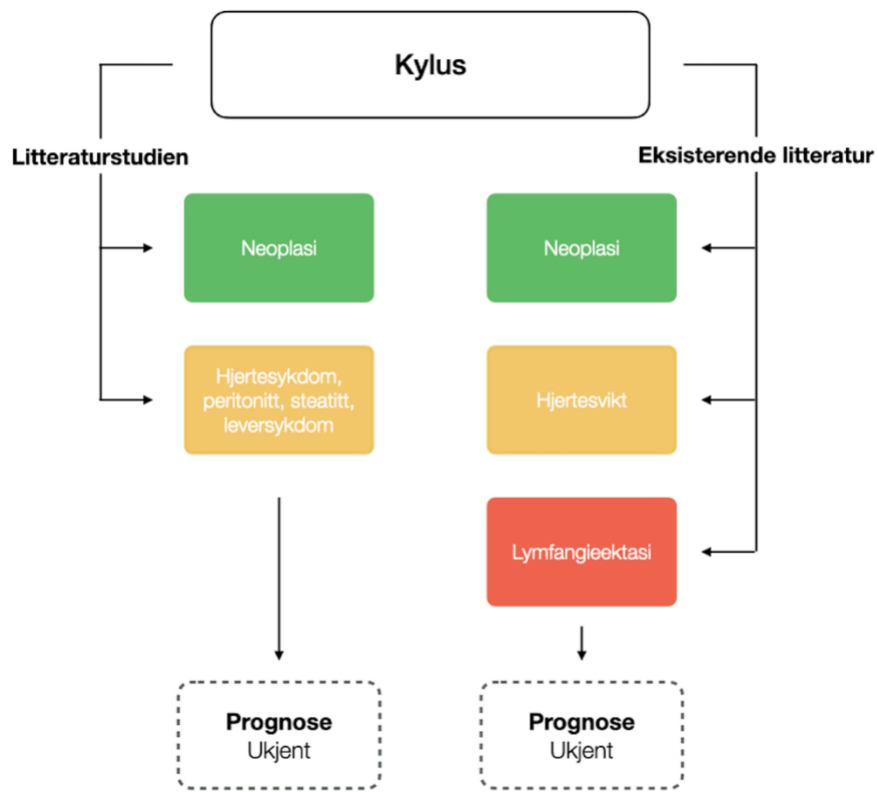 Kylus
Litteraturstudien
Eksisterende litteratur
Neoplasi
Neoplasi
Hjertesykdom,
peritonitt, steatitt,
leversykdom
Hjertesvikt
Lymfangieektasi
Prognose
Ukjent
Prognose
Ukjent